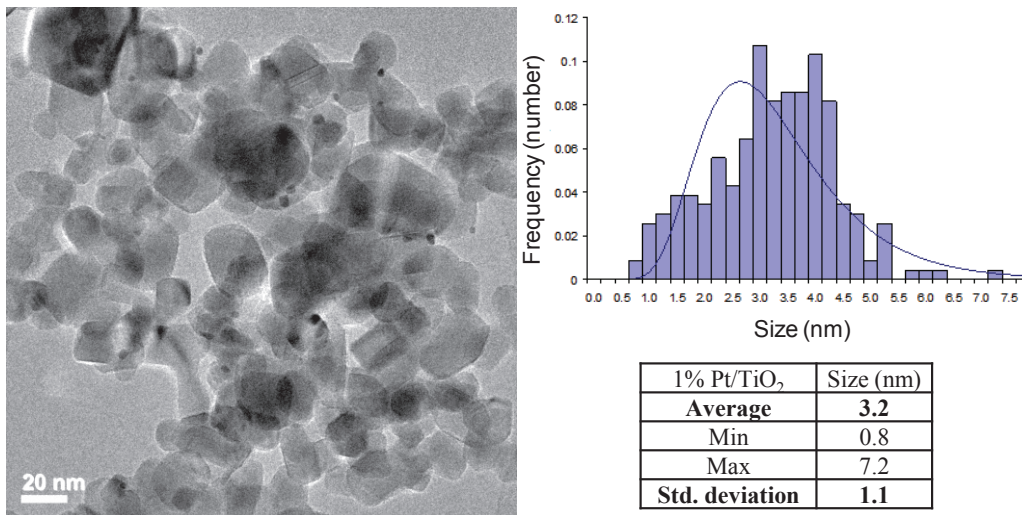 20 nm
Frequency (number)
0.12
0.1
0.08
0.06
0.04
0.02
0
0.0 0.5 1.0 1.5 2.0 2.5 3.0 3.5 4.0 4.5 5.0 5.5 6.0 6.5 7.0 7.5
Size (nm)
1% Pt/TiO₂ Size (nm)
Average 3.2
Min 0.8
Max 7.2
Std. deviation 1.1